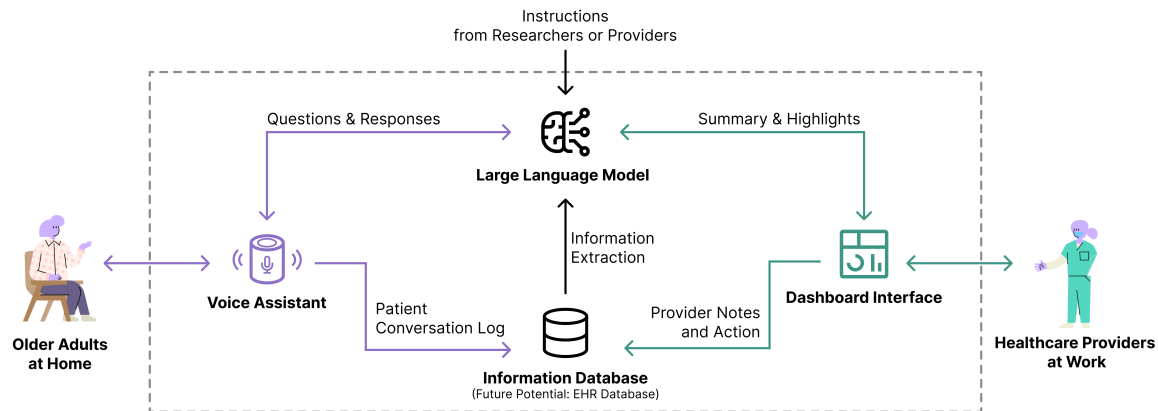 Instructions
from Researchers or Providers
Questions & Responses
Summary & Highlights
Large Language Model
Information
Extraction
Voice Assistant
Dashboard Interface
Patient
Conversation Log
Provider Notes
and Action
Older Adults
at Home
Healthcare Providers
at Work
Information Database
(Future Potential: EHR Database)